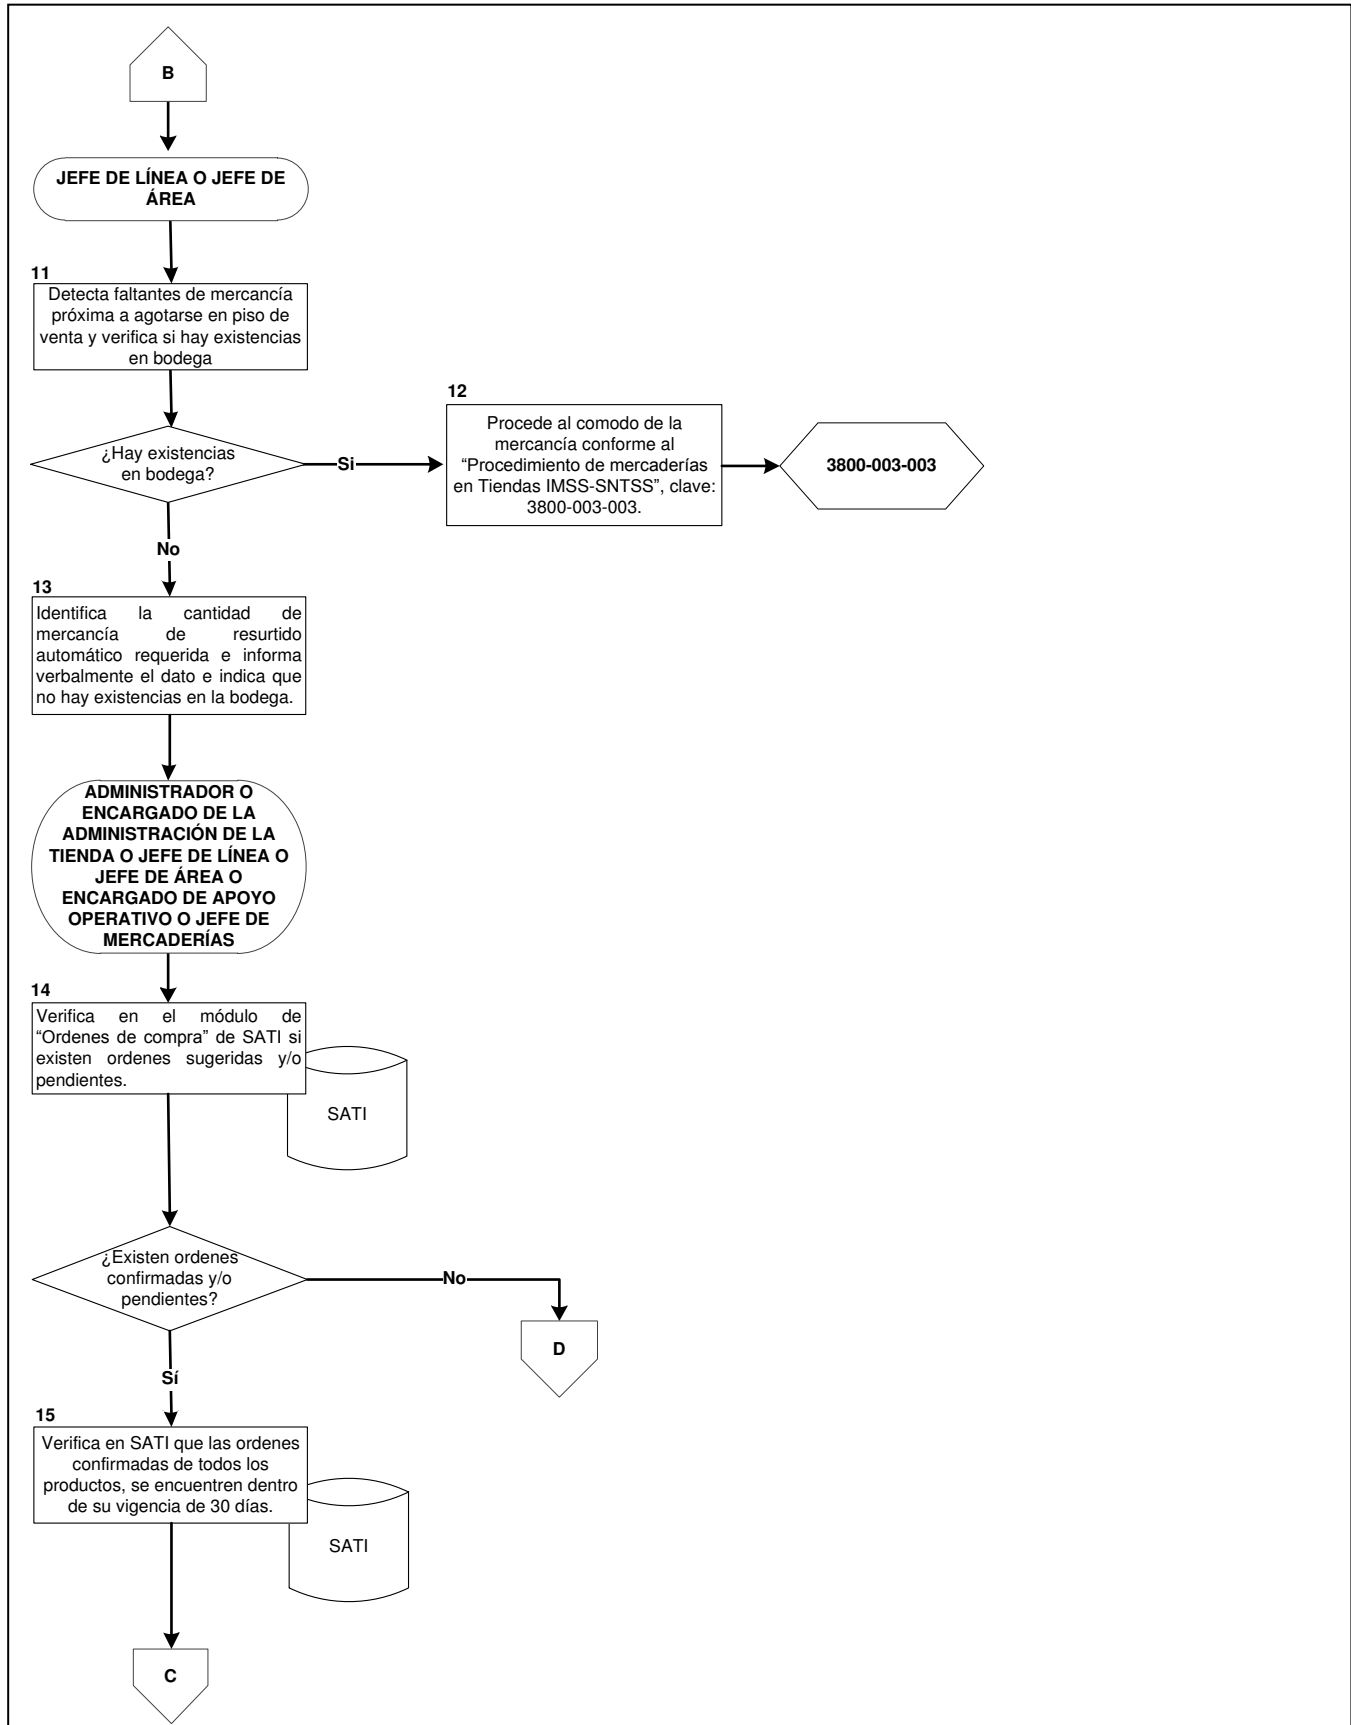 B
JEFE DE LÍNEA O JEFE DE
ÁREA
11
Detecta faltantes de mercancía
próxima a agotarse en piso de
venta y verifica si hay existencias
en bodega
¿Hay existencias
en bodega?
Si
12
Procede al comodo de la
mercancía conforme al
“Procedimiento de mercaderías
en Tiendas IMSS-SNTSS”, clave:
3800-003-003.
3800-003-003
No
13
Identifica la cantidad de
mercancía de resurtido
automático requerida e informa
verbalmente el dato e indica que
no hay existencias en la bodega.
ADMINISTRADOR O
ENCARGADO DE LA
ADMINISTRACIÓN DE LA
TIENDA O JEFE DE LÍNEA O
JEFE DE ÁREA O
ENCARGADO DE APOYO
OPERATIVO O JEFE DE
MERCADERÍAS
14
Verifica en el módulo de
“Ordenes de compra” de SATI si
existen ordenes sugeridas y/o
pendientes.
SATI
¿Existen ordenes
confirmadas y/o
pendientes?
No
D
Sí
15
Verifica en SATI que las ordenes
confirmadas de todos los
productos, se encuentren dentro
de su vigencia de 30 días.
SATI
C